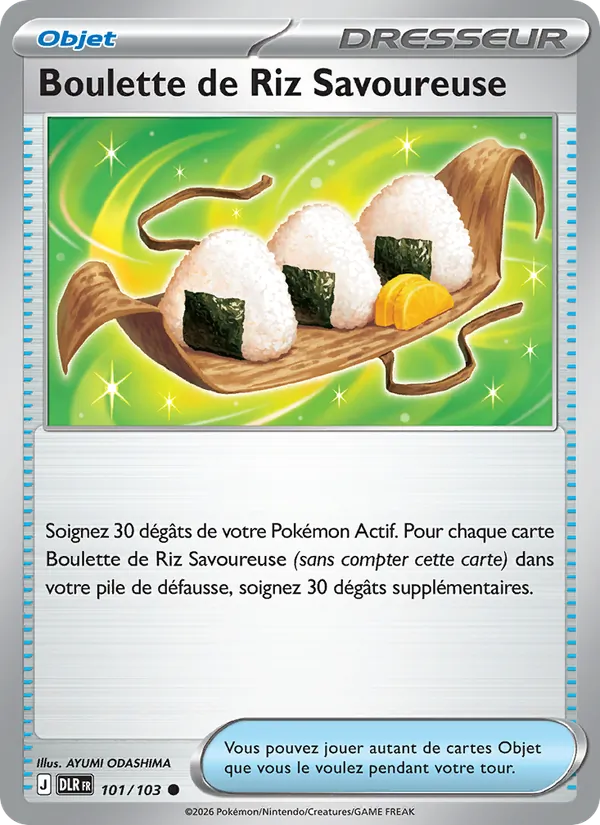 Objet
DRESSEUR
Boulette de Riz Savoureuse
Soignez 30 dégâts de votre Pokémon Actif. Pour chaque carte
Boulette de Riz Savoureuse (sans compter cette carte) dans
votre pile de défausse, soignez 30 dégâts supplémentaires.
Illus. AYUMI ODASHIMA
J DLR FR 101/103
Vous pouvez jouer autant de cartes Objet
que vous le voulez pendant votre tour.
©2026 Pokémon/Nintendo/Creatures/GAME FREAK